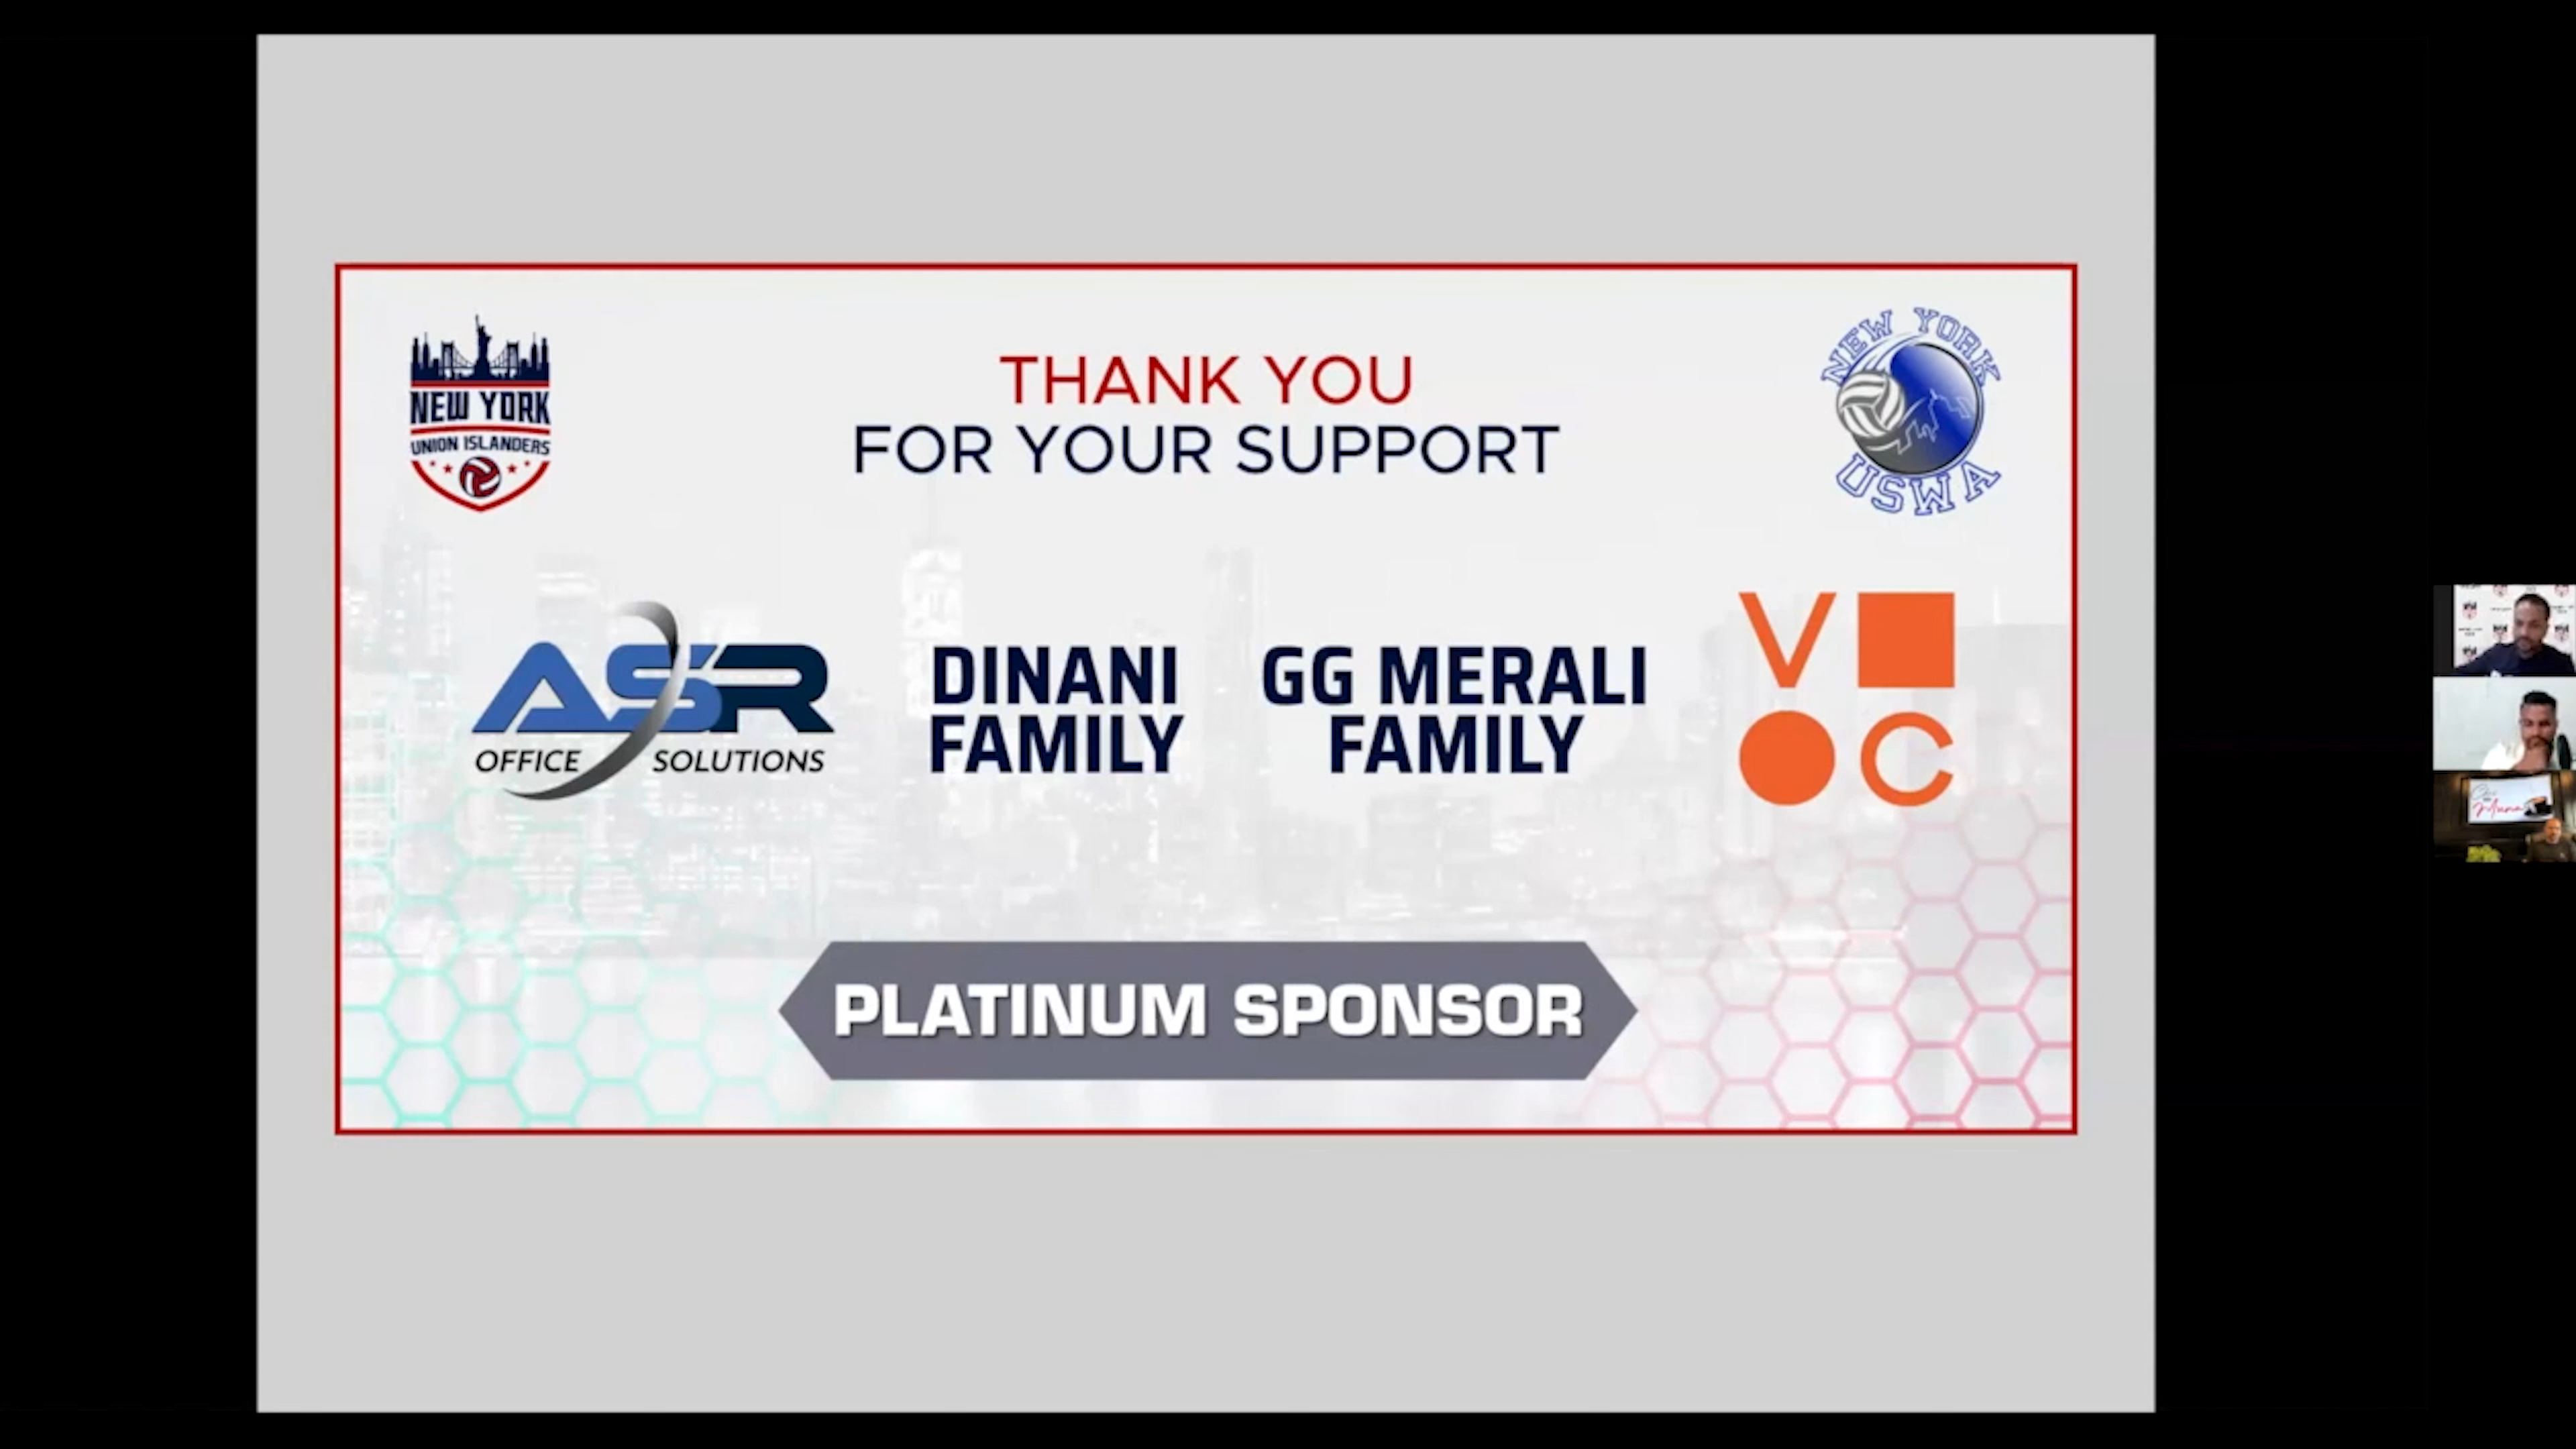 NEW YORK
UNION ISLANDERS
THANK YOU
FOR YOUR SUPPORT
NEW YORK
USWA
ASR
OFFICE SOLUTIONS
DINANI
FAMILY
GG MERALI
FAMILY
V
C
PLATINUM SPONSOR